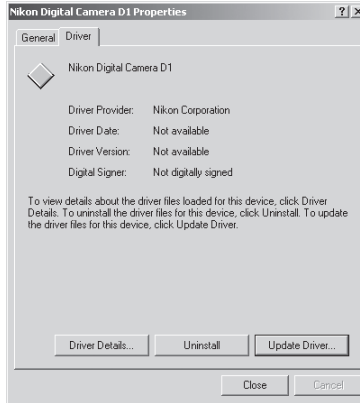 Nikon Digital Camera D1 Properties
General Driver
Nikon Digital Camera D1
Driver Provider: Nikon Corporation
Driver Date: Not available
Driver Version: Not available
Digital Signer: Not digitally signed
To view details about the driver files loaded for this device, click Driver
Details. To uninstall the driver files for this device, click Uninstall. To update
the driver files for this device, click Update Driver.
Driver Details... Uninstall Update Driver...
Close Cancel